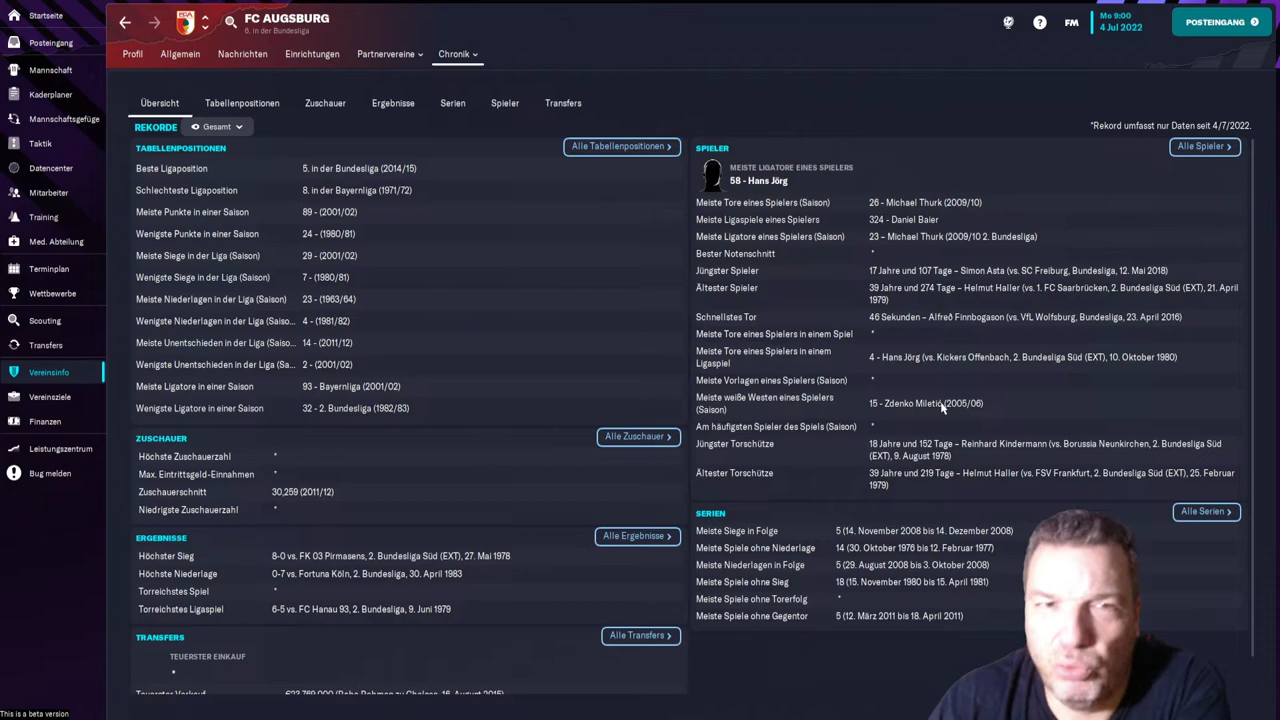 Startseite
Posteingang
Mannschaft
Kaderplaner
Mannschaftsgefüge
Taktik
Datencenter
Mitarbeiter
Training
Med. Abteilung
Terminplan
Wettbewerbe
Scouting
Transfers
Vereinsinfo
Vereinsziele
Finanzen
Leistungszentrum
Bug melden
This is a beta version
FC AUGSBURG
6. in der Bundesliga
FM
Mo 9:00
4 Jul 2022
POSTEINGANG
Profil Allgemein Nachrichten Einrichtungen Partnervereine Chronik
Übersicht Tabellenpositionen Zuschauer Ergebnisse Serien Spieler Transfers
REKORDE Gesamt
*Rekord umfasst nur Daten seit 4/7/2022.
TABELLENPOSITIONEN Alle Tabellenpositionen
Beste Ligaposition 5. in der Bundesliga (2014/15)
Schlechteste Ligaposition 8. in der Bayernliga (1971/72)
Meiste Punkte in einer Saison 89 - (2001/02)
Wenigste Punkte in einer Saison 24 - (1980/81)
Meiste Siege in der Liga (Saison) 29 - (2001/02)
Wenigste Siege in der Liga (Saison) 7 - (1980/81)
Meiste Niederlagen in der Liga (Saison) 23 - (1963/64)
Wenigste Niederlagen in der Liga (Saiso... 4 - (1981/82)
Meiste Unentschieden in der Liga (Saiso... 14 - (2011/12)
Wenigste Unentschieden in der Liga (Sa... 2 - (2001/02)
Meiste Ligatore in einer Saison 93 - Bayernliga (2001/02)
Wenigste Ligatore in einer Saison 32 - 2. Bundesliga (1982/83)
ZUSCHAUER Alle Zuschauer
Höchste Zuschauerzahl *
Max. Eintrittsgeld-Einnahmen *
Zuschauerschnitt 30,259 (2011/12)
Niedrigste Zuschauerzahl *
ERGEBNISSE Alle Ergebnisse
Höchster Sieg 8-0 vs. FK 03 Pirmasens, 2. Bundesliga Süd (EXT), 27. Mai 1978
Höchste Niederlage 0-7 vs. Fortuna Köln, 2. Bundesliga, 30. April 1983
Torreichstes Spiel *
Torreichstes Ligaspiel 6-5 vs. FC Hanau 93, 2. Bundesliga, 9. Juni 1979
TRANSFERS Alle Transfers
TEUERSTER EINKAUF
*
Teuerster Verkauf €23,759,000 (Baba Rahman zu Chelsea, 16. August 2015)
SPIELER Alle Spieler
MEISTE LIGATORE EINES SPIELERS
58 - Hans Jörg
Meiste Tore eines Spielers (Saison) 26 - Michael Thurk (2009/10)
Meiste Ligaspiele eines Spielers 324 - Daniel Baier
Meiste Ligatore eines Spielers (Saison) 23 - Michael Thurk (2009/10 2. Bundesliga)
Bester Notenschnitt *
Jüngster Spieler 17 Jahre und 107 Tage – Simon Asta (vs. SC Freiburg, Bundesliga, 12. Mai 2018)
Ältester Spieler 39 Jahre und 274 Tage – Helmut Haller (vs. 1. FC Saarbrücken, 2. Bundesliga Süd (EXT), 21. April
1979)
Schnellstes Tor 46 Sekunden – Alfreð Finnbogason (vs. VfL Wolfsburg, Bundesliga, 23. April 2016)
Meiste Tore eines Spielers in einem Spiel *
Meiste Tore eines Spielers in einem
Ligaspiel 4 - Hans Jörg (vs. Kickers Offenbach, 2. Bundesliga Süd (EXT), 10. Oktober 1980)
Meiste Vorlagen eines Spielers (Saison) *
Meiste weiße Westen eines Spielers
(Saison) 15 - Zdenko Miletić (2005/06)
Am häufigsten Spieler des Spiels (Saison) *
Jüngster Torschütze 18 Jahre und 152 Tage – Reinhard Kindermann (vs. Borussia Neunkirchen, 2. Bundesliga Süd
(EXT), 9. August 1978)
Ältester Torschütze 39 Jahre und 219 Tage – Helmut Haller (vs. FSV Frankfurt, 2. Bundesliga Süd (EXT), 25. Februar
1979)
SERIEN Alle Serien
Meiste Siege in Folge 5 (14. November 2008 bis 14. Dezember 2008)
Meiste Spiele ohne Niederlage 14 (30. Oktober 1976 bis 12. Februar 1977)
Meiste Niederlagen in Folge 5 (29. August 2008 bis 3. Oktober 2008)
Meiste Spiele ohne Sieg 18 (15. November 1980 bis 15. April 1981)
Meiste Spiele ohne Torerfolg *
Meiste Spiele ohne Gegentor 5 (12. März 2011 bis 18. April 2011)